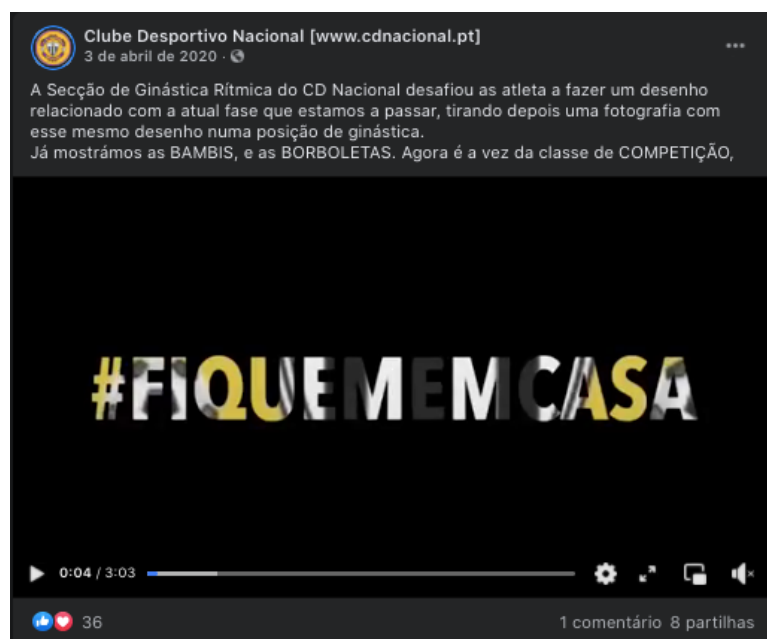 Clube Desportivo Nacional [www.cdnacional.pt]
3 de abril de 2020 ·
A Secção de Ginástica Rítmica do CD Nacional desafiou as atleta a fazer um desenho
relacionado com a atual fase que estamos a passar, tirando depois uma fotografia com
esse mesmo desenho numa posição de ginástica.
Já mostrámos as BAMBIS, e as BORBOLETAS. Agora é a vez da classe de COMPETIÇÃO,
#FIQUEMEMCASA
0:04 / 3:03
36
1 comentário 8 partilhas